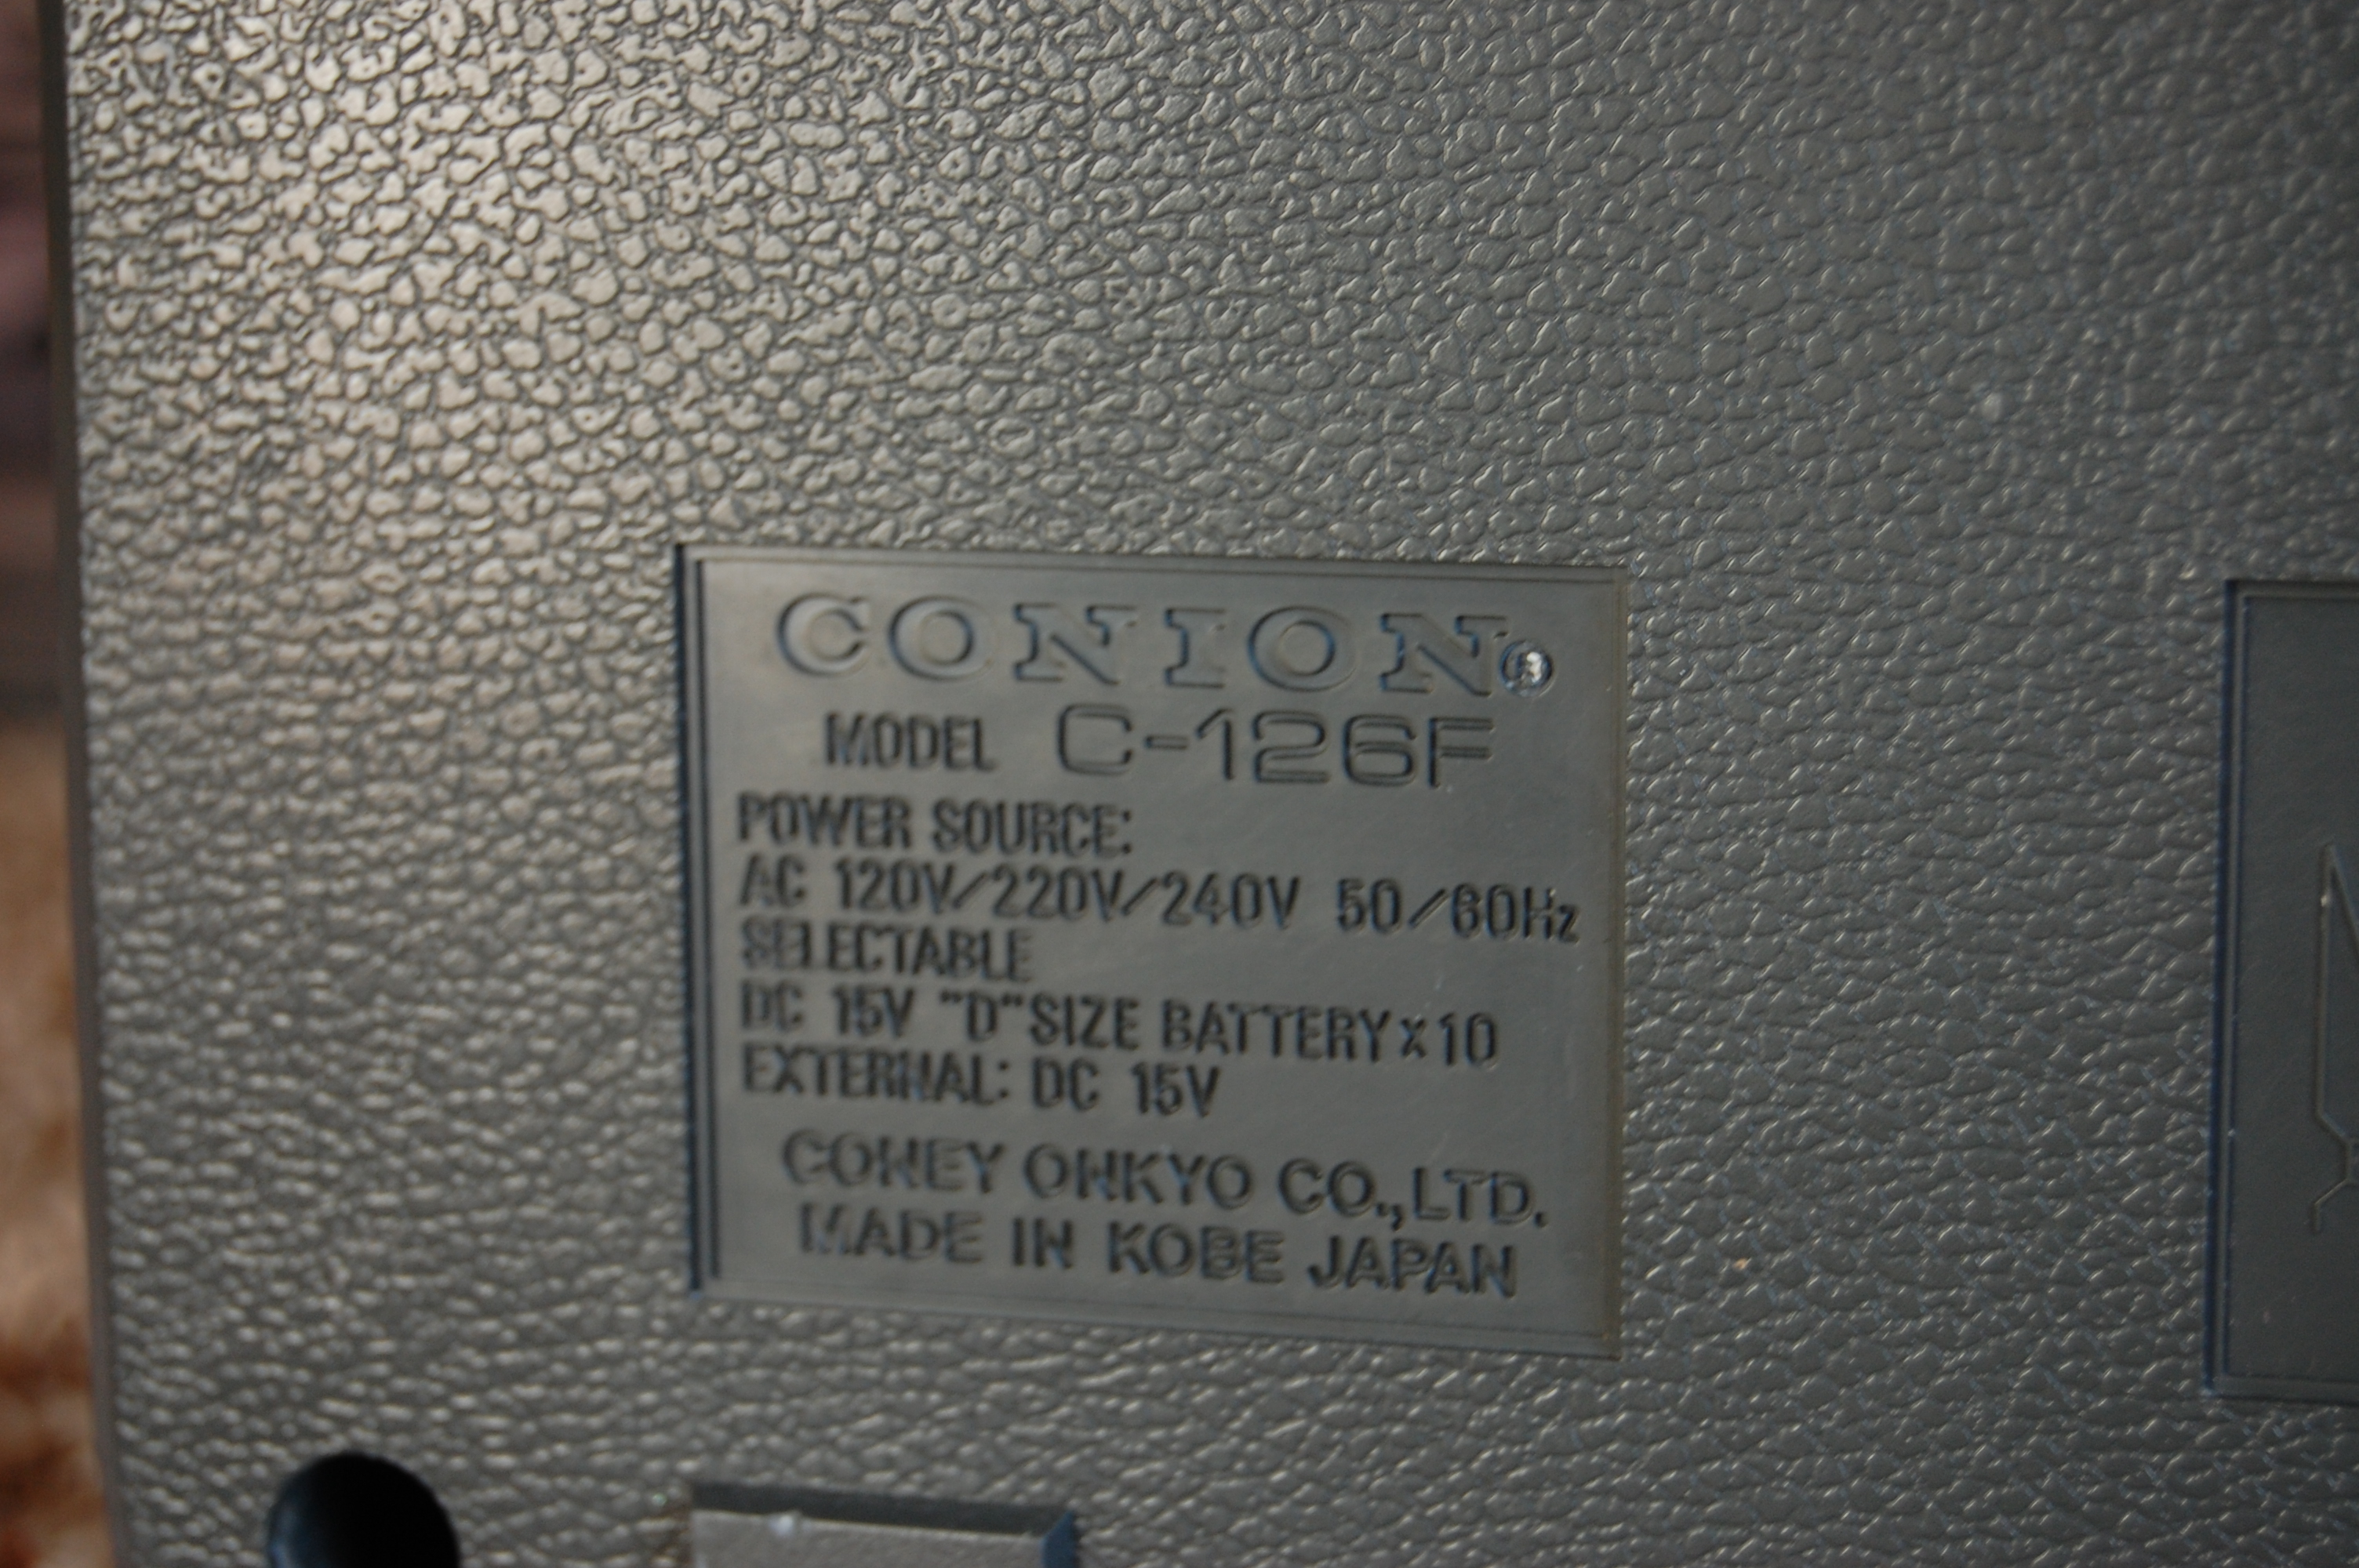 CONION®
MODEL C-126F
POWER SOURCE:
AC 120V/220V/240V 50/60Hz
SELECTABLE
DC 15V "D" SIZE BATTERY x 10
EXTERNAL: DC 15V
CONEY ONKYO CO.,LTD.
MADE IN KOBE JAPAN